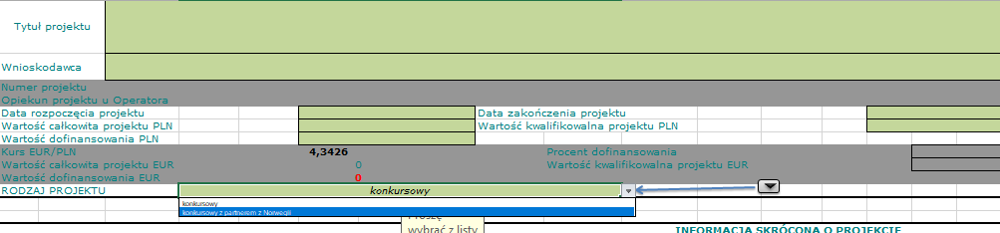 Tytuł projektu
Wnioskodawca
Numer projektu
Opiekun projektu u Operatora
Data rozpoczęcia projektu Data zakończenia projektu
Wartość całkowita projektu PLN Wartość kwalifikowalna projektu PLN
Wartość dofinansowania PLN
Kurs EUR/PLN 4,3426 Procent dofinansowania
Wartość całkowita projektu EUR 0 Wartość kwalifikowalna projektu EUR
Wartość dofinansowania EUR 0
RODZAJ PROJEKTU konkursowy
konkursowy
konkursowy z partnerem z Norwegii
Proszę
wybrać z listy
INFORMACJA SKRÓCONA O PROJEKCIE